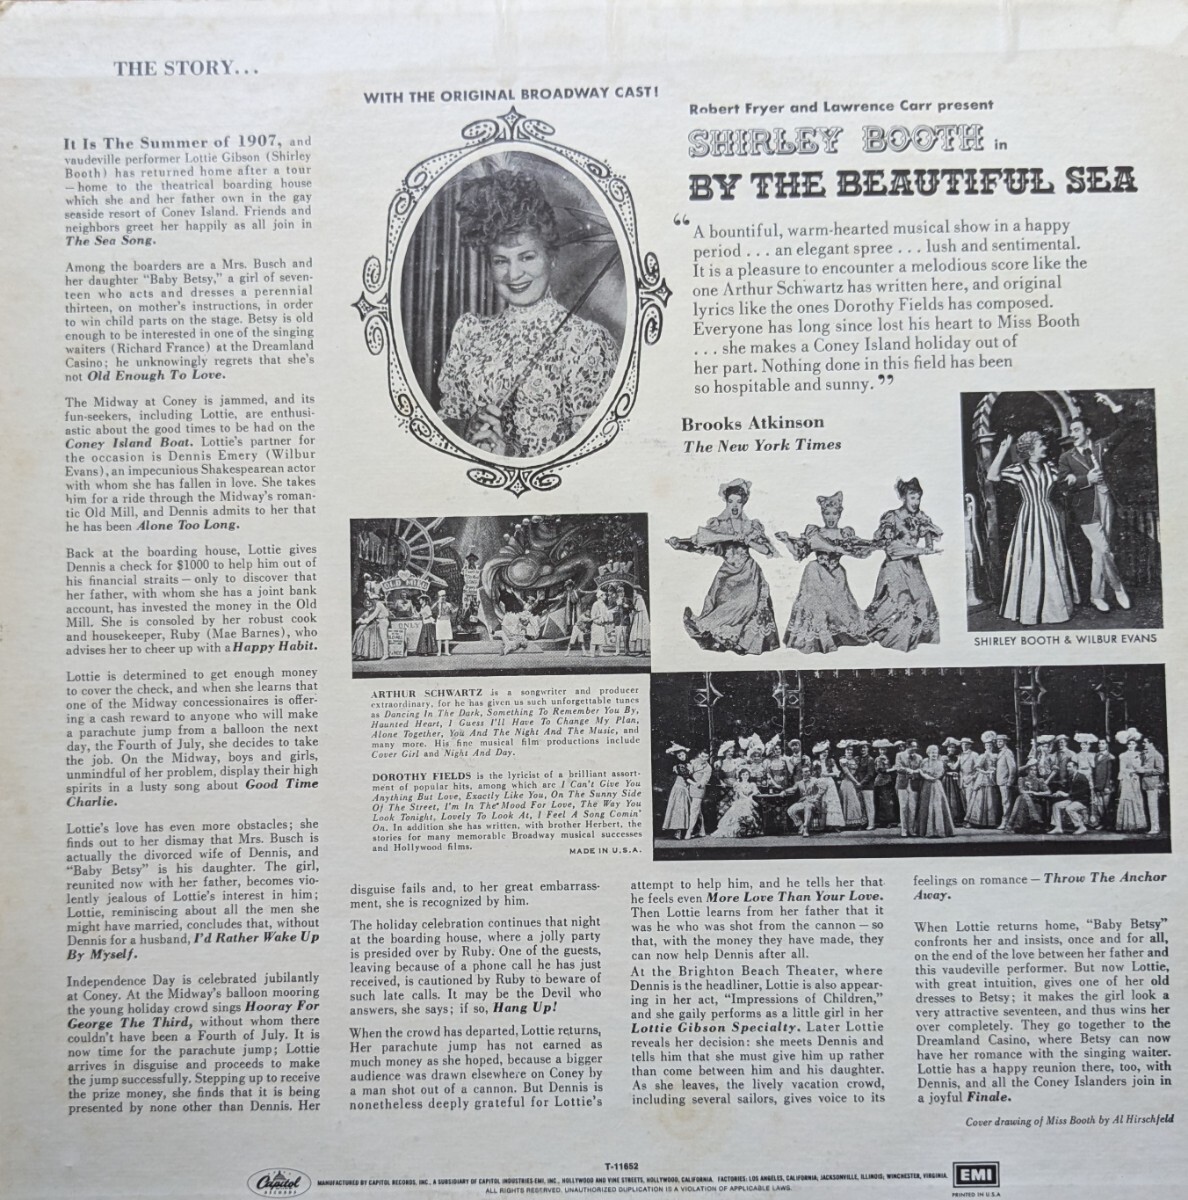 THE STORY...
It Is The Summer of 1907, and
vaudeville performer Lottie Gibson (Shirley
Booth) has returned home after a tour
—home to the theatrical boarding house
which she and her father own in the gay
seaside resort of Coney Island. Friends and
neighbors greet her happily as all join in
The Sea Song.
Among the boarders are a Mrs. Busch and
her daughter "Baby Betsy," a girl of seven-
teen who acts and dresses a perennial
thirteen, on mother's instructions, in order
to win child parts on the stage. Betsy is old
enough to be interested in one of the singing
waiters (Richard France) at the Dreamland
Casino; he unknowingly regrets that she's
not Old Enough To Love.
The Midway at Coney is jammed, and its
fun-seekers, including Lottie, are enthusi-
astic about the good times to be had on the
Coney Island Boat. Lottie's partner for
the occasion is Dennis Emery (Wilbur
Evans), an impecunious Shakespearean actor
with whom she has fallen in love. She takes
him for a ride through the Midway's roman-
tic Old Mill, and Dennis admits to her that
he has been Alone Too Long.
Back at the boarding house, Lottie gives
Dennis a check for $1000 to help him out of
his financial straits — only to discover that
her father, with whom she has a joint bank
account, has invested the money in the Old
Mill. She is consoled by her robust cook
and housekeeper, Ruby (Mae Barnes), who
advises her to cheer up with a Happy Habit.
Lottie is determined to get enough money
to cover the check, and when she learns that
one of the Midway concessionaires is offer-
ing a cash reward to anyone who will make
a parachute jump from a balloon the next
day, the Fourth of July, she decides to take
the job. On the Midway, boys and girls,
unmindful of her problem, display their high
spirits in a lusty song about Good Time
Charlie.
Lottie's love has even more obstacles; she
finds out to her dismay that Mrs. Busch is
actually the divorced wife of Dennis, and
"Baby Betsy" is his daughter. The girl,
reunited now with her father, becomes vio-
lently jealous of Lottie's interest in him;
Lottie, reminiscing about all the men she
might have married, concludes that, without
Dennis for a husband, I'd Rather Wake Up
By Myself.
Independence Day is celebrated jubilantly
at Coney. At the Midway's balloon mooring
the young holiday crowd sings Hooray For
George The Third, without whom there
couldn't have been a Fourth of July. It is
now time for the parachute jump; Lottie
arrives in disguise and proceeds to make
the jump successfully. Stepping up to receive
the prize money, she finds that it is being
presented by none other than Dennis. Her
WITH THE ORIGINAL BROADWAY CAST!
Robert Fryer and Lawrence Carr present
SHIRLEY BOOTH in
BY THE BEAUTIFUL SEA
"A bountiful, warm-hearted musical show in a happy
period . . . an elegant spree . . . lush and sentimental.
It is a pleasure to encounter a melodious score like the
one Arthur Schwartz has written here, and original
lyrics like the ones Dorothy Fields has composed.
Everyone has long since lost his heart to Miss Booth
. . . she makes a Coney Island holiday out of
her part. Nothing done in this field has been
so hospitable and sunny."
Brooks Atkinson
The New York Times
SHIRLEY BOOTH & WILBUR EVANS
OLD MILL
FUN
ONLY
ARTHUR SCHWARTZ is a songwriter and producer
extraordinary, for he has given us such unforgettable tunes
as Dancing In The Dark, Something To Remember You By,
Haunted Heart, I Guess I'll Have To Change My Plan,
Alone Together, You And The Night And The Music, and
many more. His fine musical film productions include
Cover Girl and Night And Day.
DOROTHY FIELDS is the lyricist of a brilliant assort-
ment of popular hits, among which are I Can't Give You
Anything But Love, Exactly Like You, On The Sunny Side
Of The Street, I'm In The Mood For Love, The Way You
Look Tonight, Lovely To Look At, I Feel A Song Comin'
On. In addition she has written, with brother Herbert, the
stories for many memorable Broadway musical successes
and Hollywood films.
MADE IN U.S.A.
disguise fails and, to her great embarrass-
ment, she is recognized by him.
The holiday celebration continues that night
at the boarding house, where a jolly party
is presided over by Ruby. One of the guests,
leaving because of a phone call he has just
received, is cautioned by Ruby to beware of
such late calls. It may be the Devil who
answers, she says; if so, Hang Up!
When the crowd has departed, Lottie returns,
Her parachute jump has not earned as
much money as she hoped, because a bigger
audience was drawn elsewhere on Coney by
a man shot out of a cannon. But Dennis is
nonetheless deeply grateful for Lottie's
attempt to help him, and he tells her that
he feels even More Love Than Your Love.
Then Lottie learns from her father that it
was he who was shot from the cannon — so
that, with the money they have made, they
can now help Dennis after all.
At the Brighton Beach Theater, where
Dennis is the headliner, Lottie is also appear-
ing in her act, "Impressions of Children,"
and she gaily performs as a little girl in her
Lottie Gibson Specialty. Later Lottie
reveals her decision: she meets Dennis and
tells him that she must give him up rather
than come between him and his daughter.
As she leaves, the lively vacation crowd,
including several sailors, gives voice to its
feelings on romance — Throw The Anchor
Away.
When Lottie returns home, "Baby Betsy"
confronts her and insists, once and for all,
on the end of the love between her father and
this vaudeville performer. But now Lottie,
with great intuition, gives one of her old
dresses to Betsy; it makes the girl look a
very attractive seventeen, and thus wins her
over completely. They go together to the
Dreamland Casino, where Betsy can now
have her romance with the singing waiter.
Lottie has a happy reunion there, too, with
Dennis, and all the Coney Islanders join in
a joyful Finale.
Cover drawing of Miss Booth by Al Hirschfeld
T-11652
Capitol
RECORDS
MANUFACTURED BY CAPITOL RECORDS, INC., A SUBSIDIARY OF CAPITOL INDUSTRIES-EMI, INC., HOLLYWOOD AND VINE STREETS, HOLLYWOOD, CALIFORNIA. FACTORIES: LOS ANGELES, CALIFORNIA, JACKSONVILLE, ILLINOIS, WINCHESTER, VIRGINIA.
ALL RIGHTS RESERVED. UNAUTHORIZED DUPLICATION IS A VIOLATION OF APPLICABLE LAWS.
EMI
PRINTED IN U.S.A.